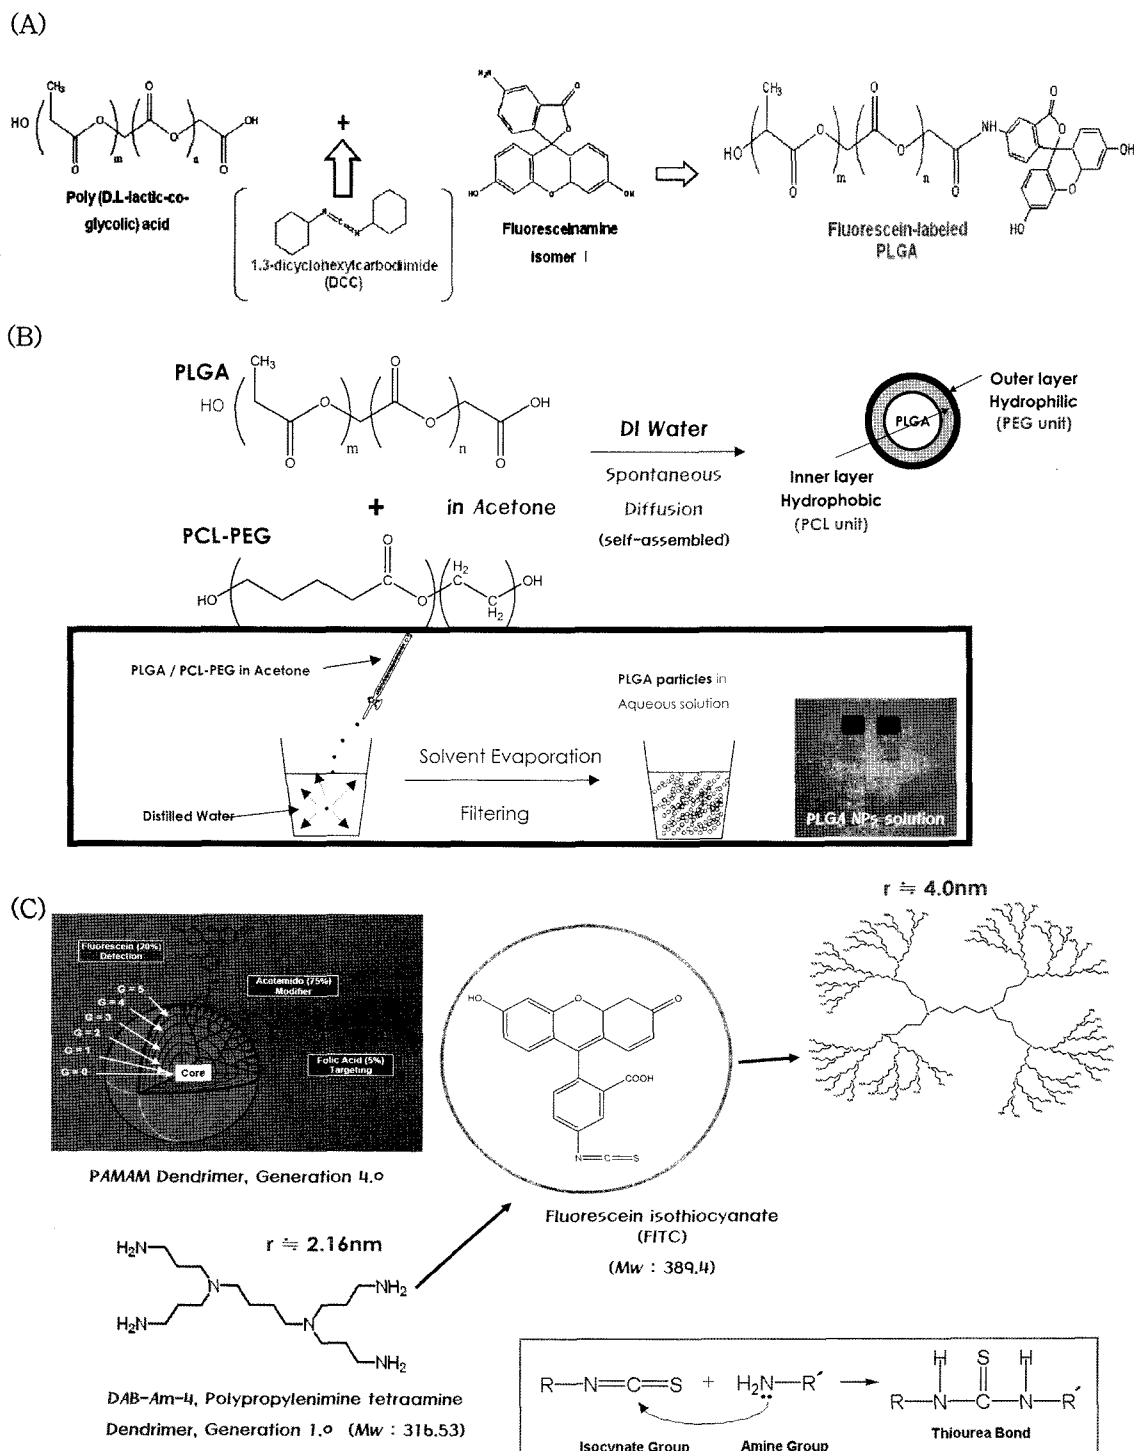 (A)
CH₃
HO
O
O
O
O
OH
m
n
Poly (D.L-lactic-co-
glycolic) acid
+
1.3-dicyclohexylcarbodiimide
(DCC)
H₂N
O
O
HO
O
OH
Fluoresceinamine
isomer I
CH₃
HO
O
O
O
O
O
NH
m
n
O
O
O
OH
HO
Fluorescein-labeled
PLGA
(B)
PLGA
CH₃
HO
O
O
O
O
O
OH
m
n
+
in Acetone
PCL-PEG
HO
O
O
H₂
C
C
H₂
OH
DI Water
Spontaneous
Diffusion
(self-assembled)
PLGA
Outer layer
Hydrophilic
(PEG unit)
Inner layer
Hydrophobic
(PCL unit)
PLGA / PCL-PEG in Acetone
Distilled Water
Solvent Evaporation
Filtering
PLGA particles in
Aqueous solution
PLGA NPs solution
(C)
Fluorescein (20%)
Detection
Acetamido (75%)
Modifier
Folic Acid (5%)
Targeting
G = 5
G = 4
G = 3
G = 2
G = 1
G = 0
Core
PAMAM Dendrimer, Generation 4.0
HO
O
O
COOH
N=C=S
Fluorescein isothiocyanate
(FITC)
(Mw : 389.4)
r ≒ 4.0nm
r ≒ 2.16nm
H₂N
N
NH₂
H₂N
N
NH₂
DAB-Am-4, Polypropylenimine tetraamine
Dendrimer, Generation 1.0 (Mw : 316.53)
R—N=C=S + H₂N—R′
H S H
R—N—C—N—R′
Isocynate Group
Amine Group
Thiourea Bond